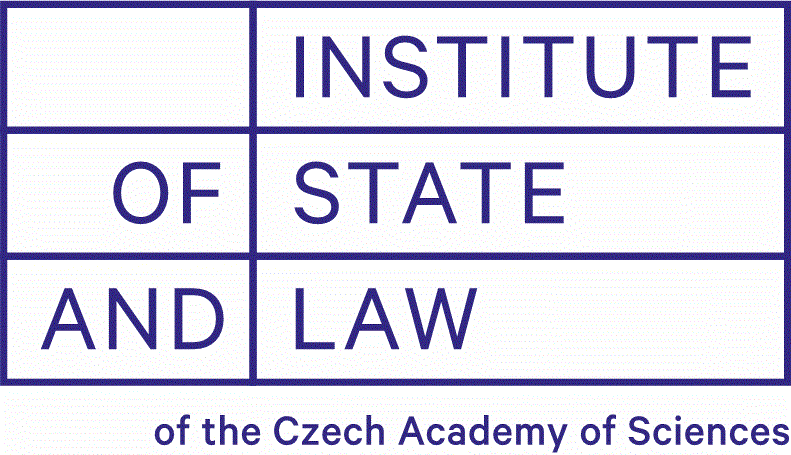 INSTITUTE
OF STATE
AND LAW
of the Czech Academy of Sciences